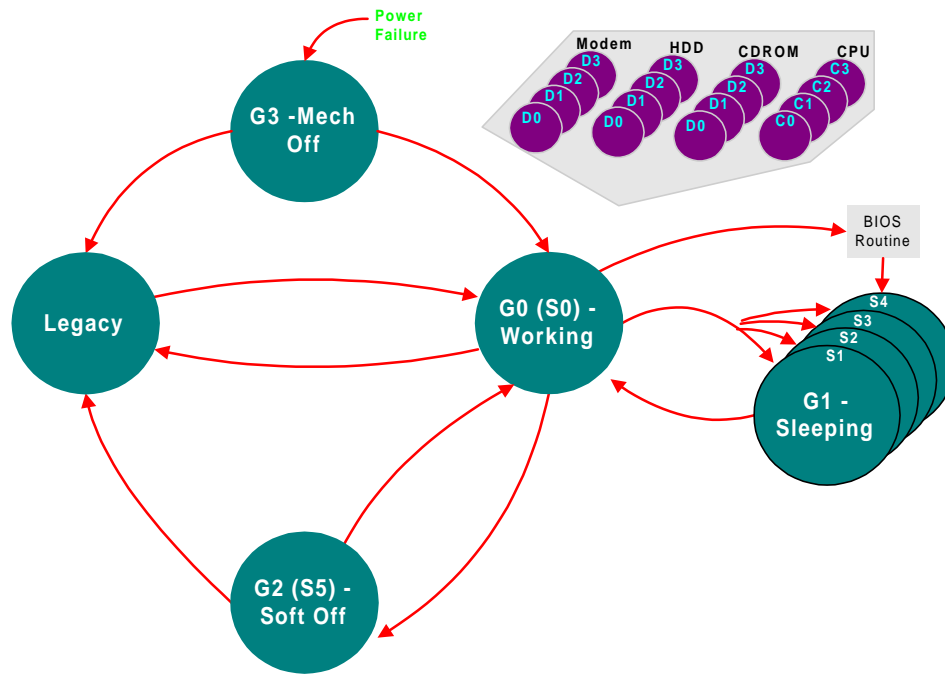 Power
Failure
Modem
HDD
CDROM
CPU
D3
D2
D1
D0
D3
D2
D1
D0
D3
D2
D1
D0
C3
C2
C1
C0
G3 -Mech
Off
BIOS
Routine
Legacy
G0 (S0) -
Working
S4
S3
S2
S1
G1 -
Sleeping
G2 (S5) -
Soft Off